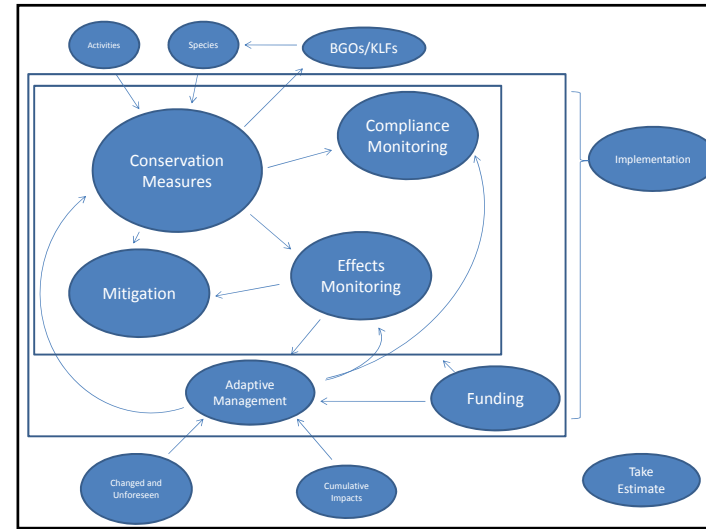 Activities
Species
BGOs/KLFs
Compliance
Monitoring
Conservation
Measures
Implementation
Effects
Monitoring
Mitigation
Adaptive
Management
Funding
Changed and
Unforeseen
Cumulative
Impacts
Take
Estimate